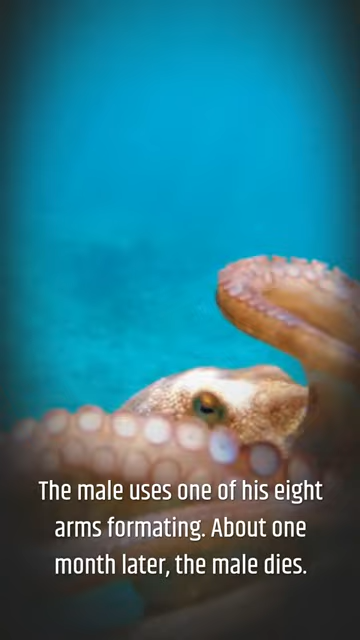 The male uses one of his eight
arms formating. About one
month later, the male dies.